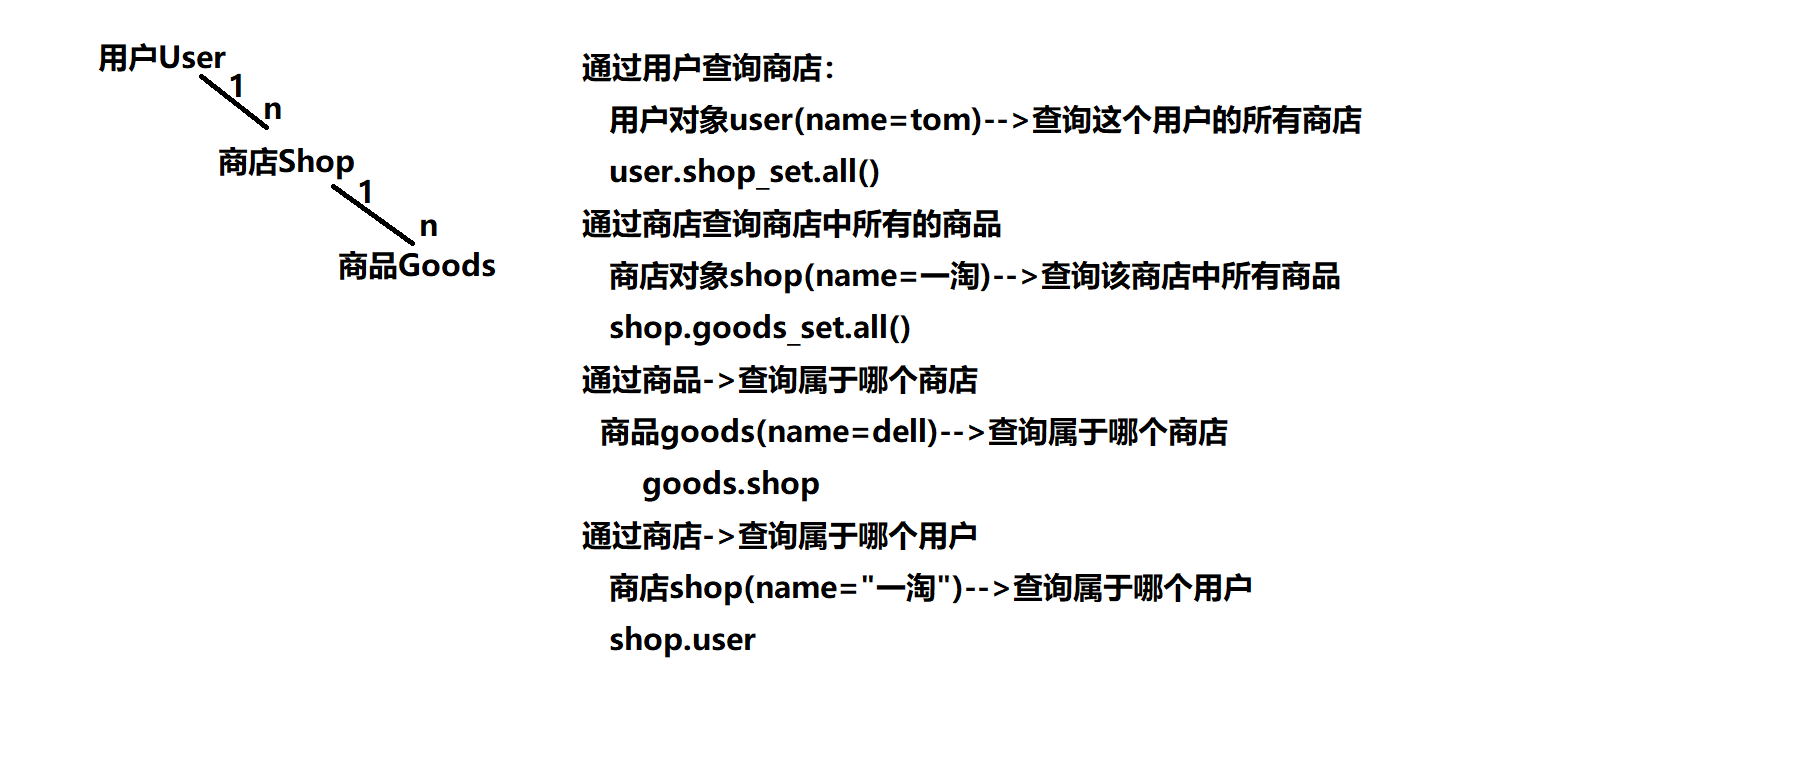 用户User
1
n
商店Shop
1
n
商品Goods
通过用户查询商店：
用户对象user(name=tom)-->查询这个用户的所有商店
user.shop_set.all()
通过商店查询商店中所有的商品
商店对象shop(name=一淘)-->查询该商店中所有商品
shop.goods_set.all()
通过商品->查询属于哪个商店
商品goods(name=dell)-->查询属于哪个商店
goods.shop
通过商店->查询属于哪个用户
商店shop(name="一淘")-->查询属于哪个用户
shop.user